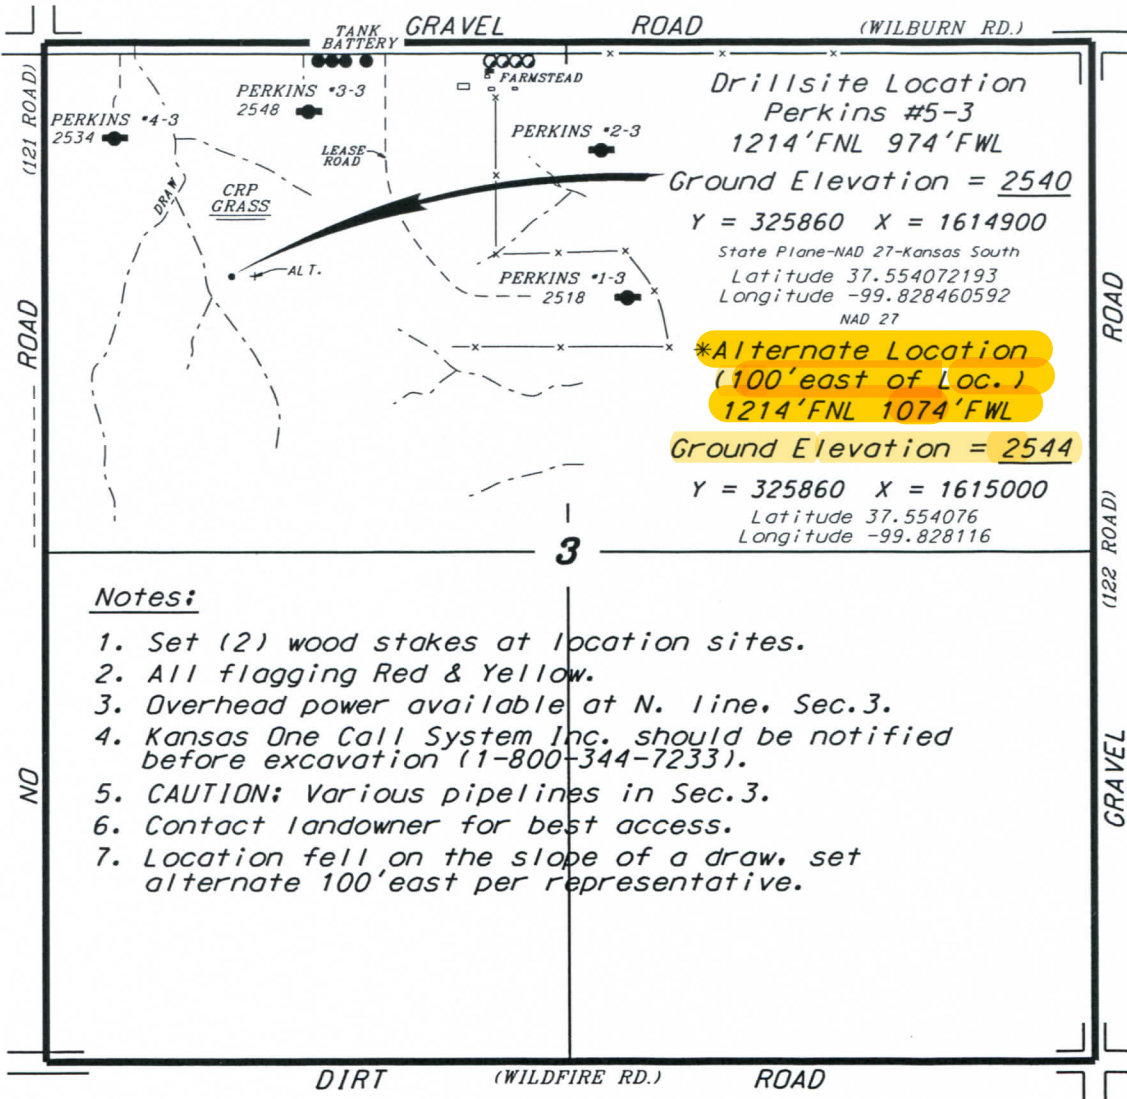 GRAVEL ROAD (WILBURN RD.)
TANK
BATTERY
FARMSTEAD
(121 ROAD)
PERKINS #4-3
2534
PERKINS #3-3
2548
PERKINS #2-3
LEASE
ROAD
DRAW
CRP
GRASS
ALT.
PERKINS #1-3
2518
Drillsite Location
Perkins #5-3
1214'FNL 974'FWL
Ground Elevation = 2540
Y = 325860 X = 1614900
State Plane-NAD 27-Kansas South
Latitude 37.554072193
Longitude -99.828460592
NAD 27
*Alternate Location
(100'east of Loc.)
1214'FNL 1074'FWL
Ground Elevation = 2544
Y = 325860 X = 1615000
Latitude 37.554076
Longitude -99.828116
3
NO ROAD
GRAVEL (122 ROAD) ROAD
Notes:
1. Set (2) wood stakes at location sites.
2. All flagging Red & Yellow.
3. Overhead power available at N. line, Sec.3.
4. Kansas One Call System Inc. should be notified
before excavation (1-800-344-7233).
5. CAUTION: Various pipelines in Sec.3.
6. Contact landowner for best access.
7. Location fell on the slope of a draw, set
alternate 100'east per representative.
DIRT (WILDFIRE RD.) ROAD